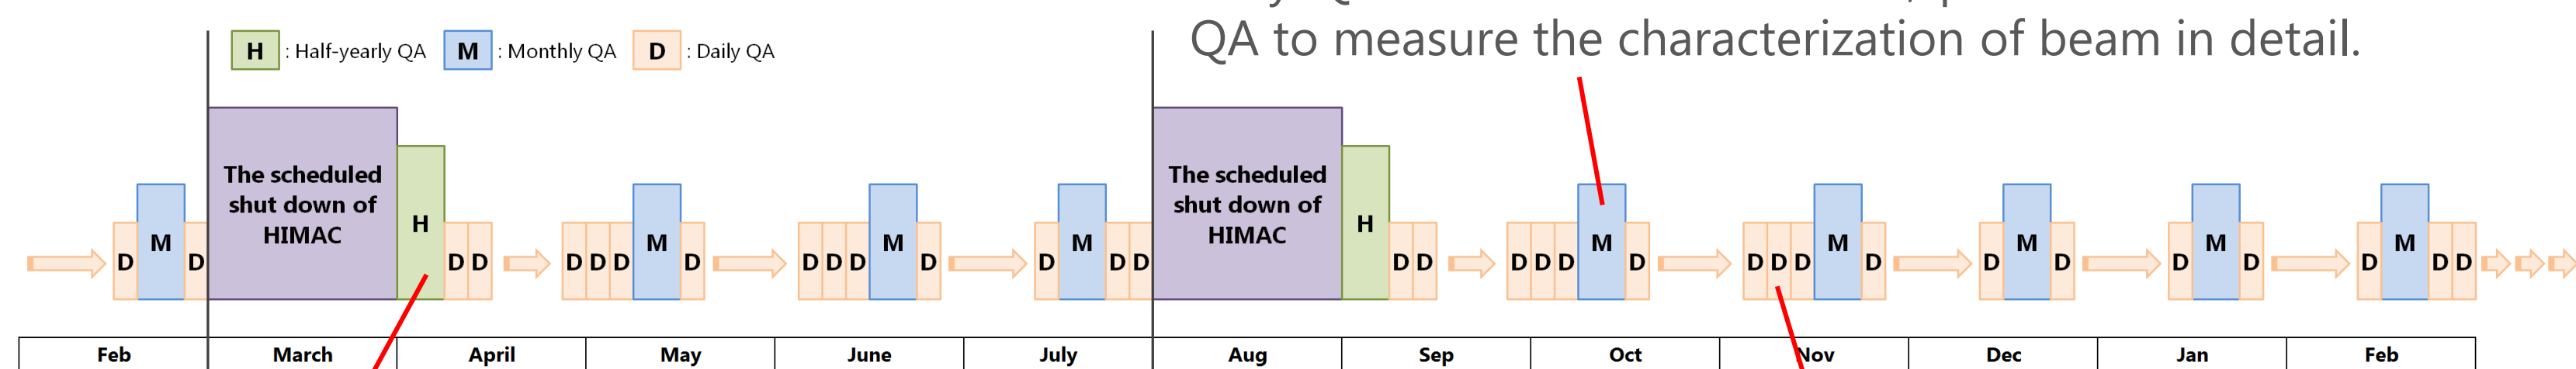 QA to measure the characterization of beam in detail.
H : Half-yearly QA M : Monthly QA D : Daily QA
The scheduled
shut down of
HIMAC
The scheduled
shut down of
HIMAC
D M D H D D D D D M D D D D M D D M D D H D D D D D M D D D D M D D M D D M D D M D D
Feb March April May June July Aug Sep Oct Nov Dec Jan Feb